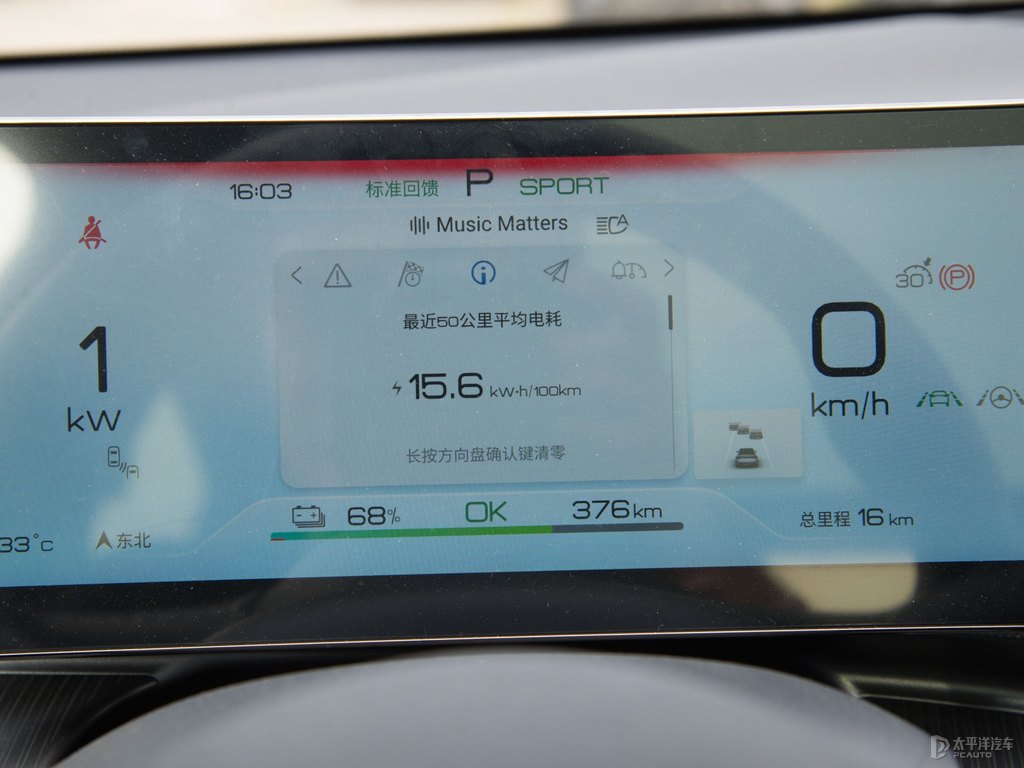 16:03 标准回馈 P SPORT
Music Matters
A
30 P
最近50公里平均电耗
1
kW
15.6 kW·h/100km
0
km/h
长按方向盘确认键清零
68% OK 376km
总里程 16 km
33°C 东北
太平洋汽车
PCAUTO